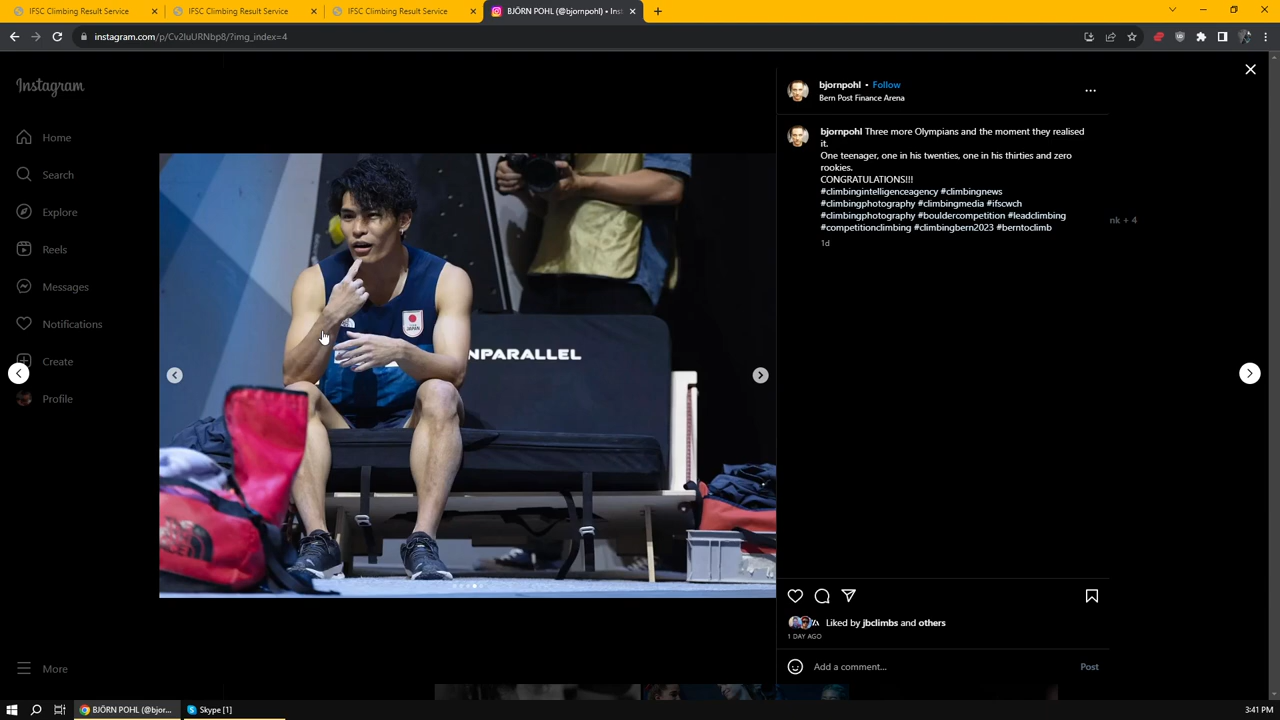 IFSC Climbing Result Service
IFSC Climbing Result Service
IFSC Climbing Result Service
BJÖRN POHL (@bjornpohl) • Inst
instagram.com/p/Cv2IuURNbp8/?img_index=4
Instagram
Home
Search
Explore
Reels
Messages
Notifications
Create
Profile
More
JAPAN
NPARALLEL
bjornpohl • Follow
Bern Post Finance Arena
bjornpohl Three more Olympians and the moment they realised
it.
One teenager, one in his twenties, one in his thirties and zero
rookies.
CONGRATULATIONS!!!
#climbingintelligenceagency #climbingnews
#climbingphotography #climbingmedia #ifscwch
#climbingphotography #bouldercompetition #leadclimbing
#competitionclimbing #climbingbern2023 #berntoclimb
1d
nk + 4
Liked by jbclimbs and others
1 DAY AGO
Add a comment...
Post
BJÖRN POHL (@bjor...
Skype [1]
3:41 PM